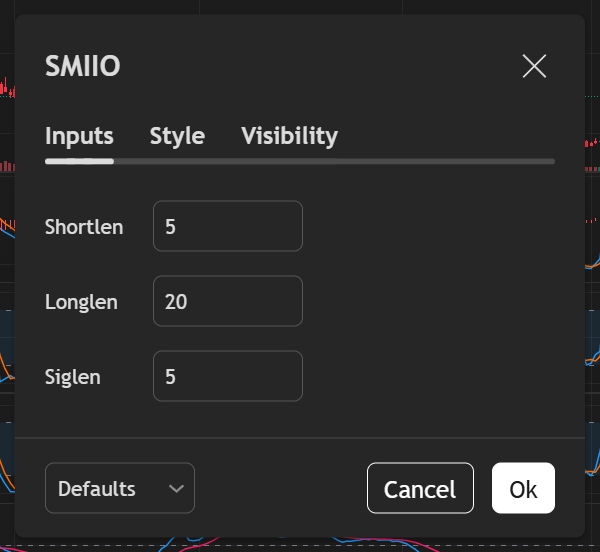 SMIIO
Inputs Style Visibility
Shortlen 5
Longlen 20
Siglen 5
Defaults Cancel Ok